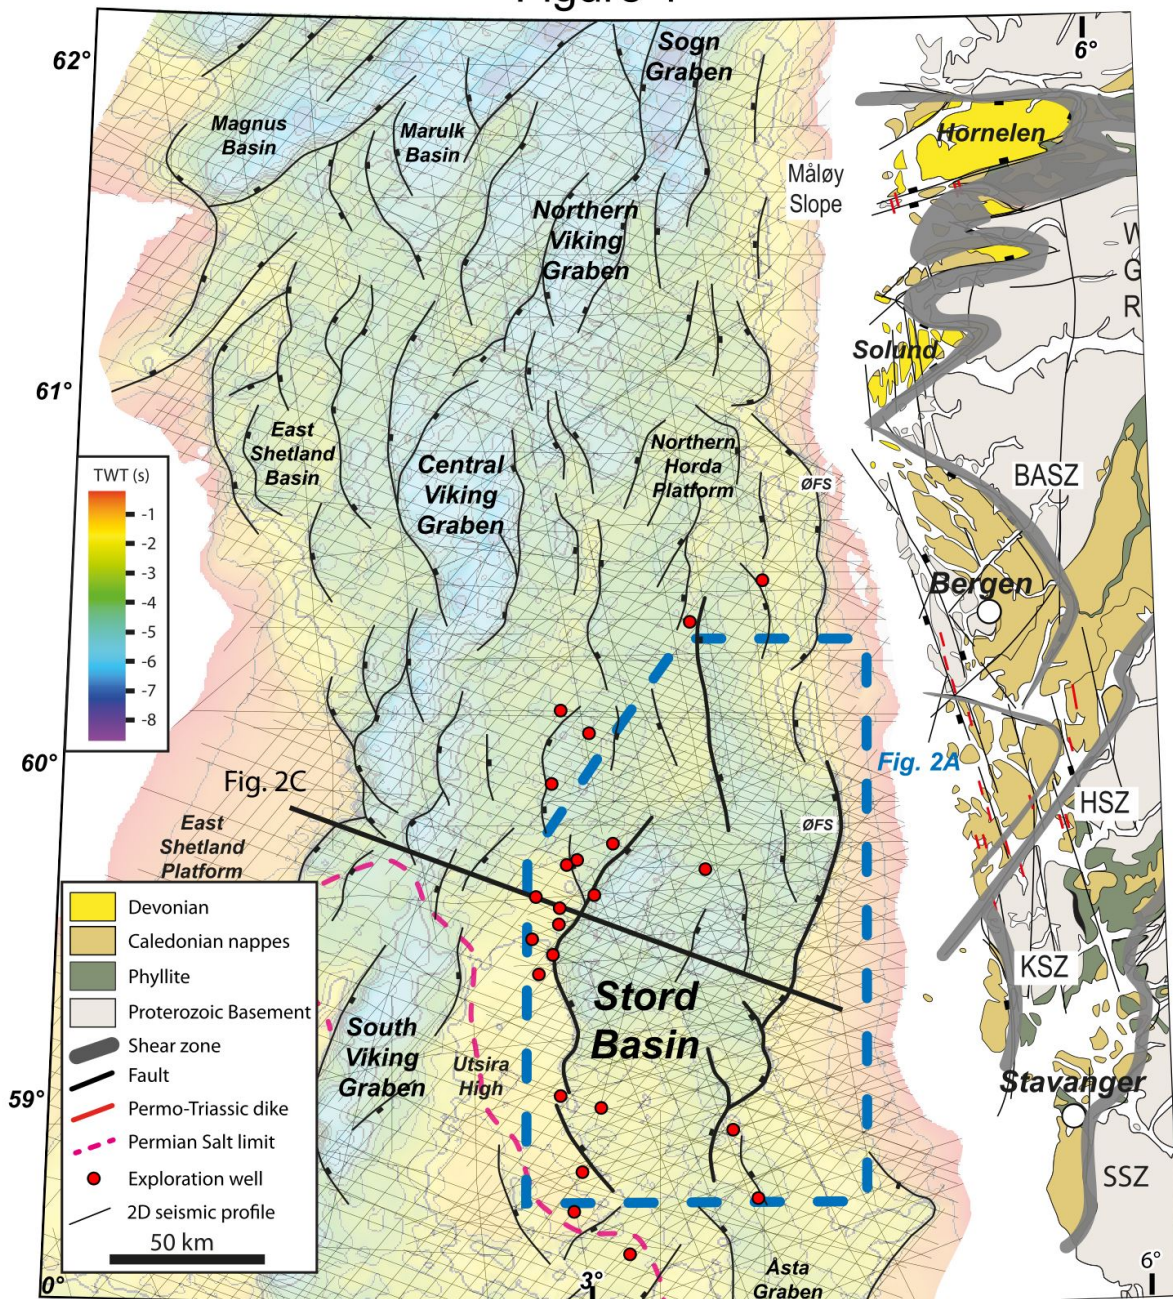 62°
6°
Sogn
Graben
Magnus
Basin
Marulk
Basin
Hornelen
Måløy
Slope
Northern
Viking
Graben
W
G
R
Solund
61°
East
Shetland
Basin
Central
Viking
Graben
Northern
Horda
Platform
ØFS
BASZ
TWT (s)
-1
-2
-3
-4
-5
-6
-7
-8
Bergen
60°
Fig. 2C
Fig. 2A
East
Shetland
Platform
ØFS
HSZ
Devonian
Caledonian nappes
Phyllite
Proterozoic Basement
Shear zone
Fault
Permo-Triassic dike
Permian Salt limit
Exploration well
2D seismic profile
50 km
KSZ
Stord
Basin
South
Viking
Graben
Utsira
High
59°
Stavanger
SSZ
Åsta
Graben
0°
3°
6°